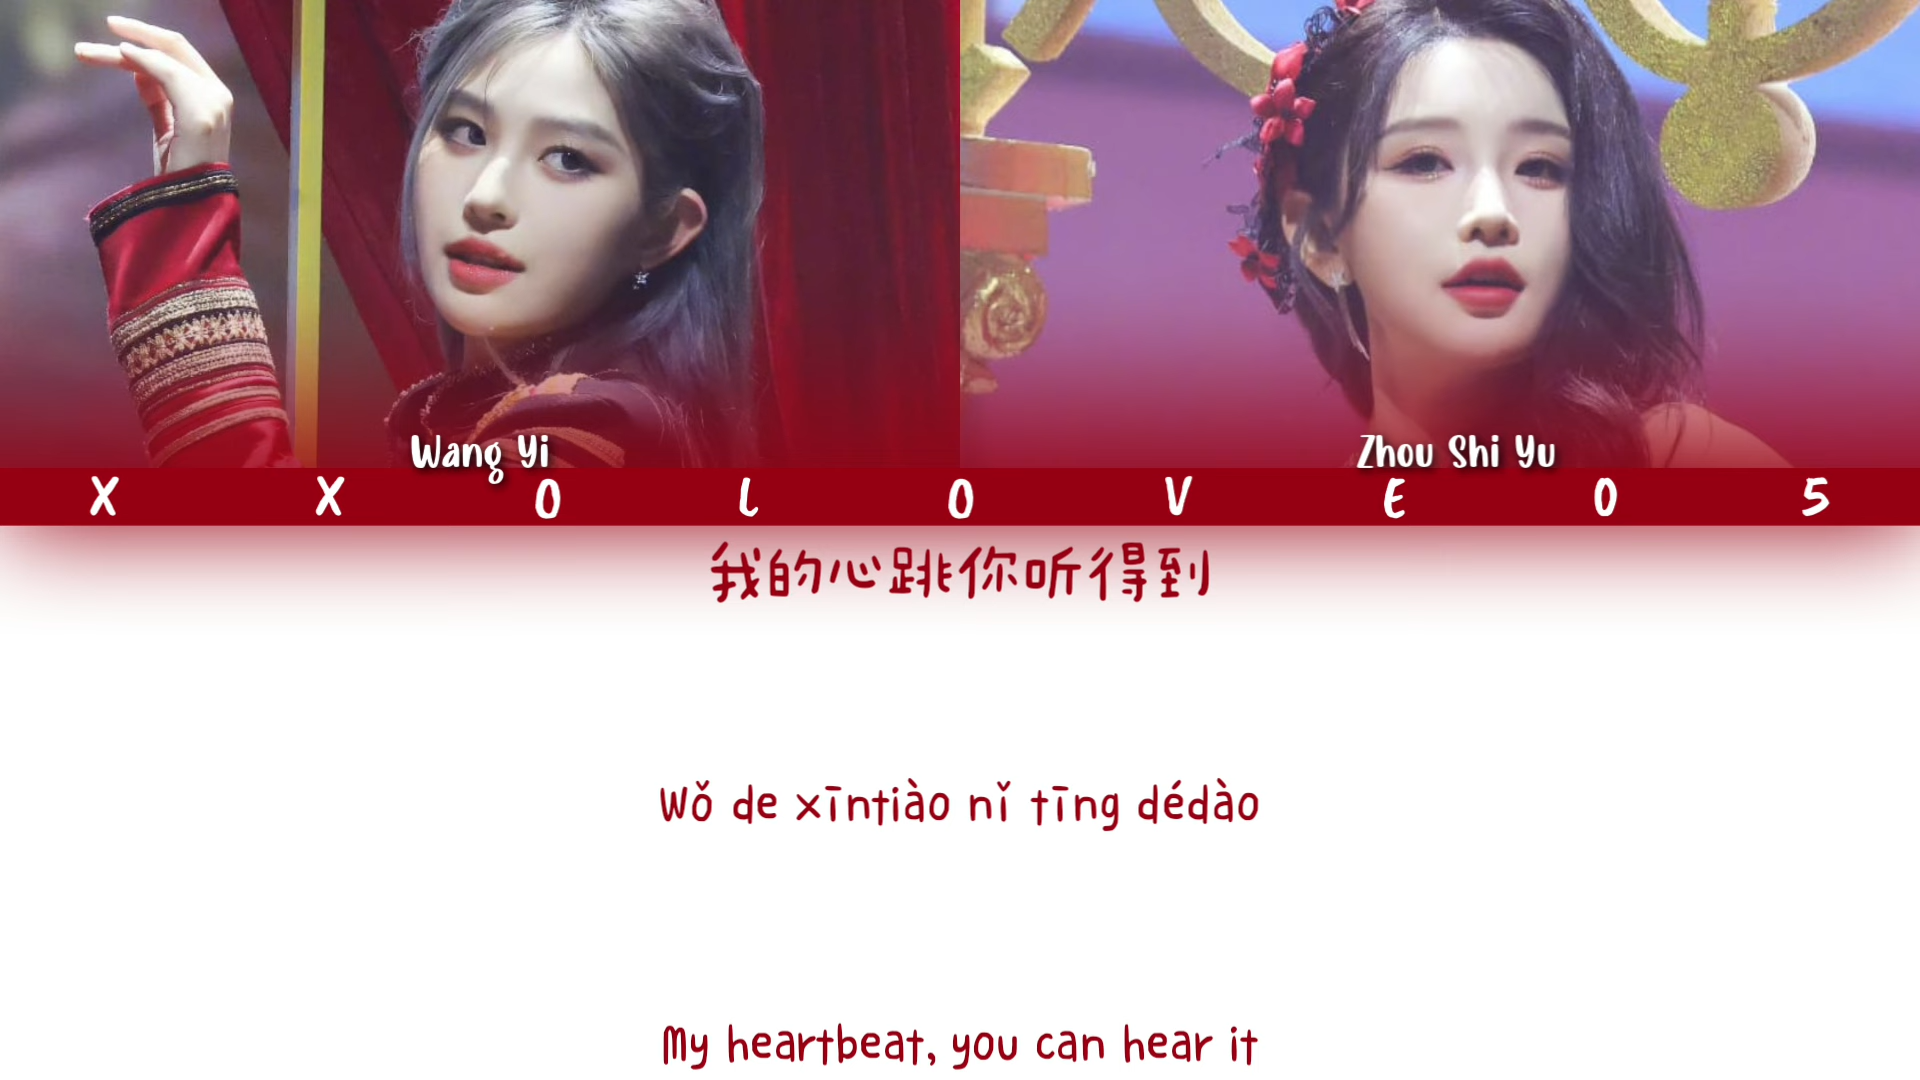 Wang Yi
Zhou Shi Yu
X X O L O V E 0 5
我的心跳你听得到
Wǒ de xīntiào nǐ tīng dédào
My heartbeat, you can hear it